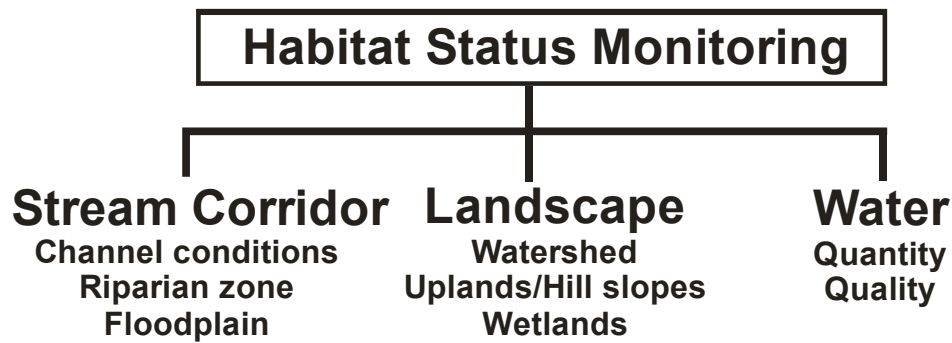 Habitat Status Monitoring
Stream Corridor
Channel conditions
Riparian zone
Floodplain
Landscape
Watershed
Uplands/Hill slopes
Wetlands
Water
Quantity
Quality